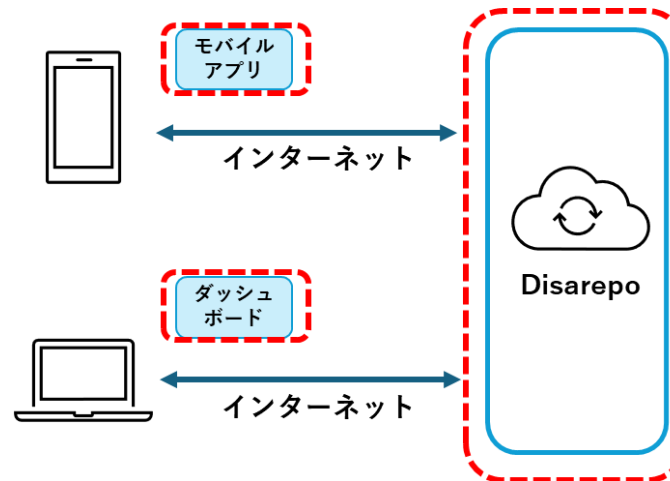 モバイル
アプリ
インターネット
Disarepo
ダッシュ
ボード
インターネット